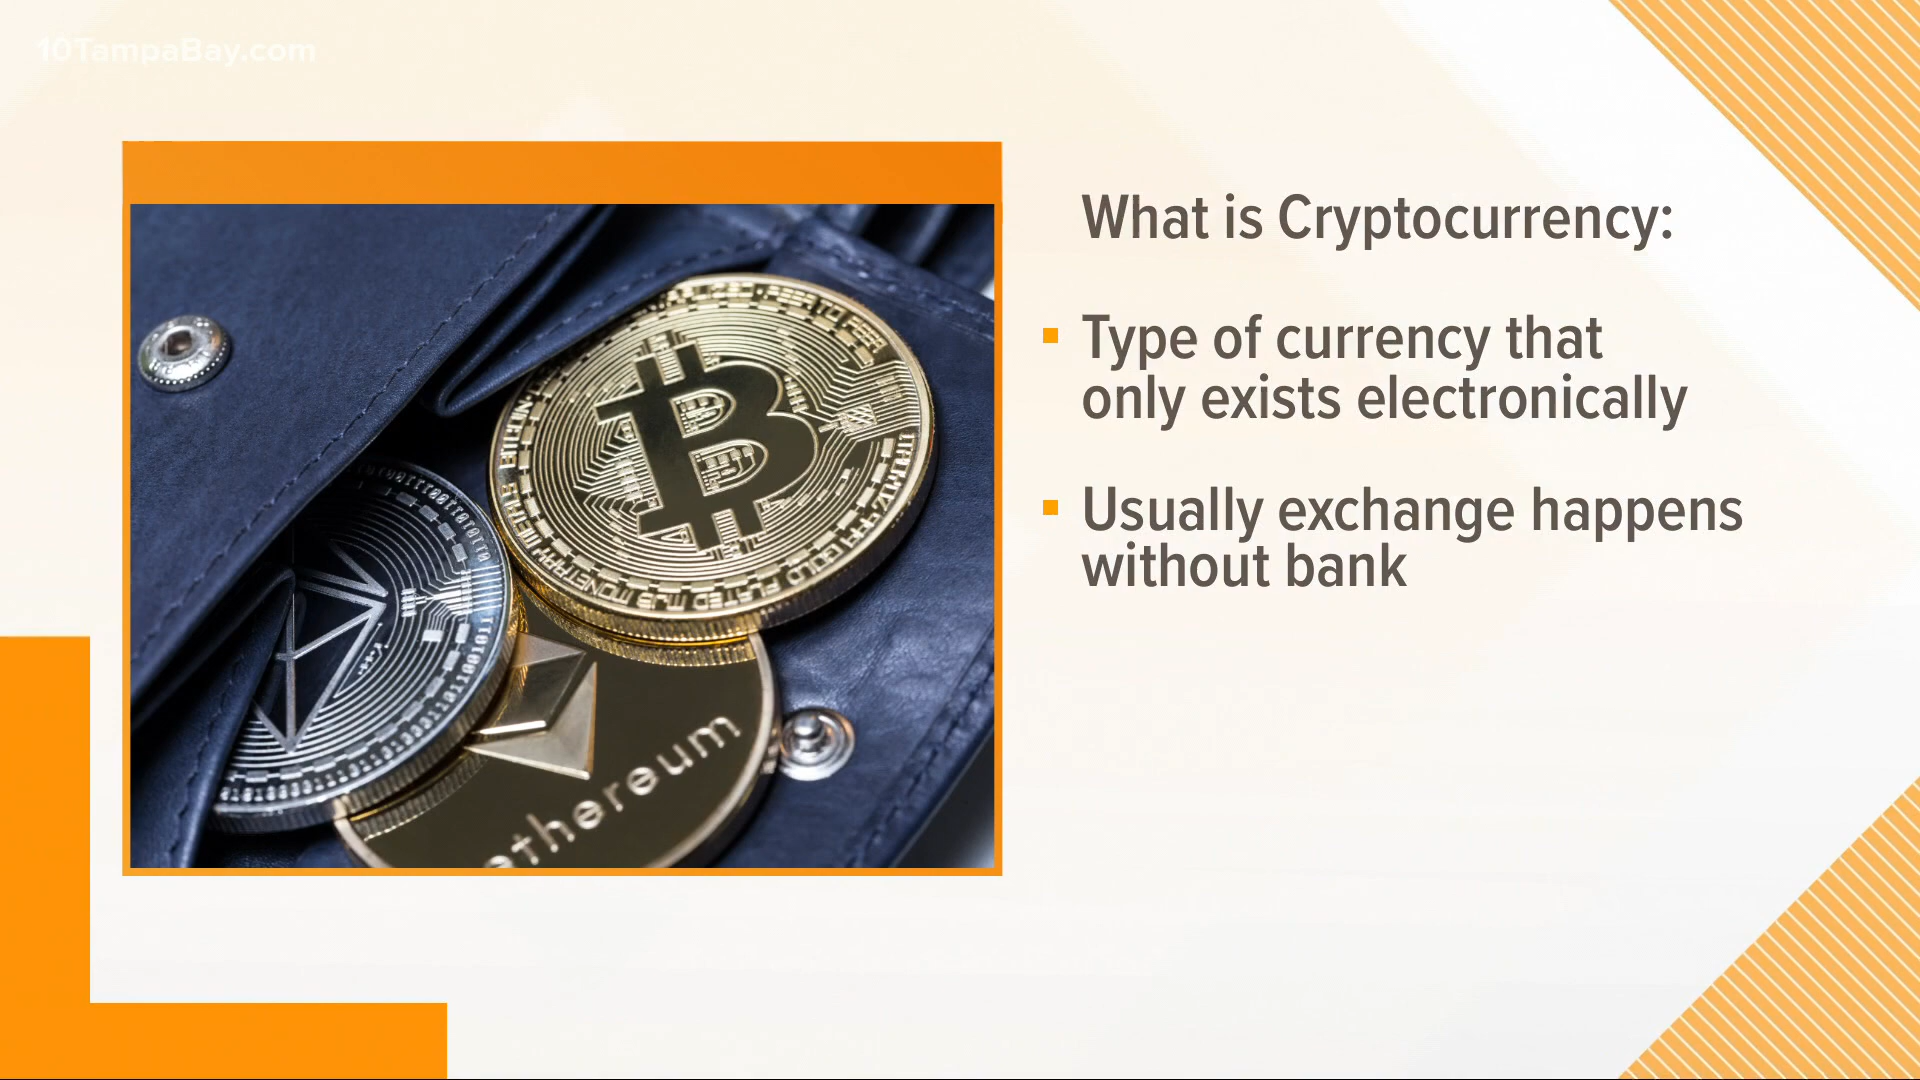 10TampaBay.com
What is Cryptocurrency:
Type of currency that
only exists electronically
Usually exchange happens
without bank
ethereum